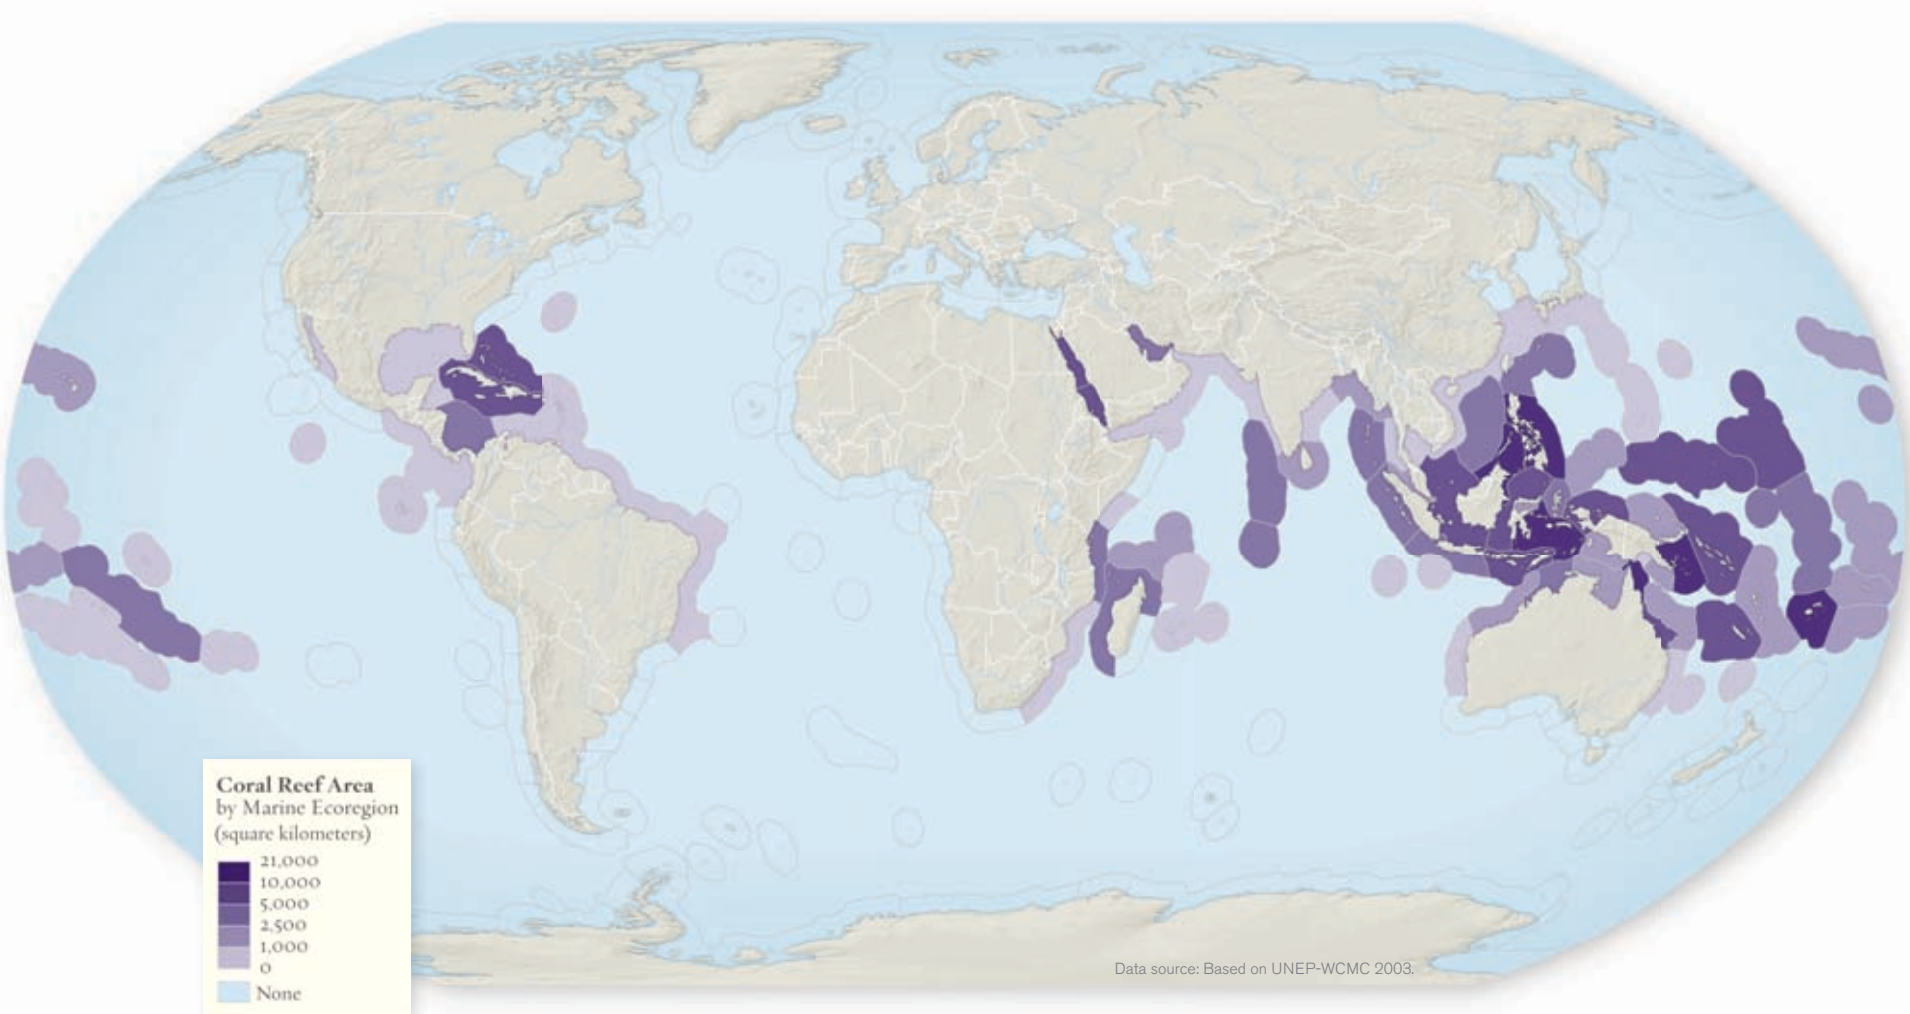 Coral Reef Area
by Marine Ecoregion
(square kilometers)
21,000
10,000
5,000
2,500
1,000
0
None
Data source: Based on UNEP-WCMC 2003.